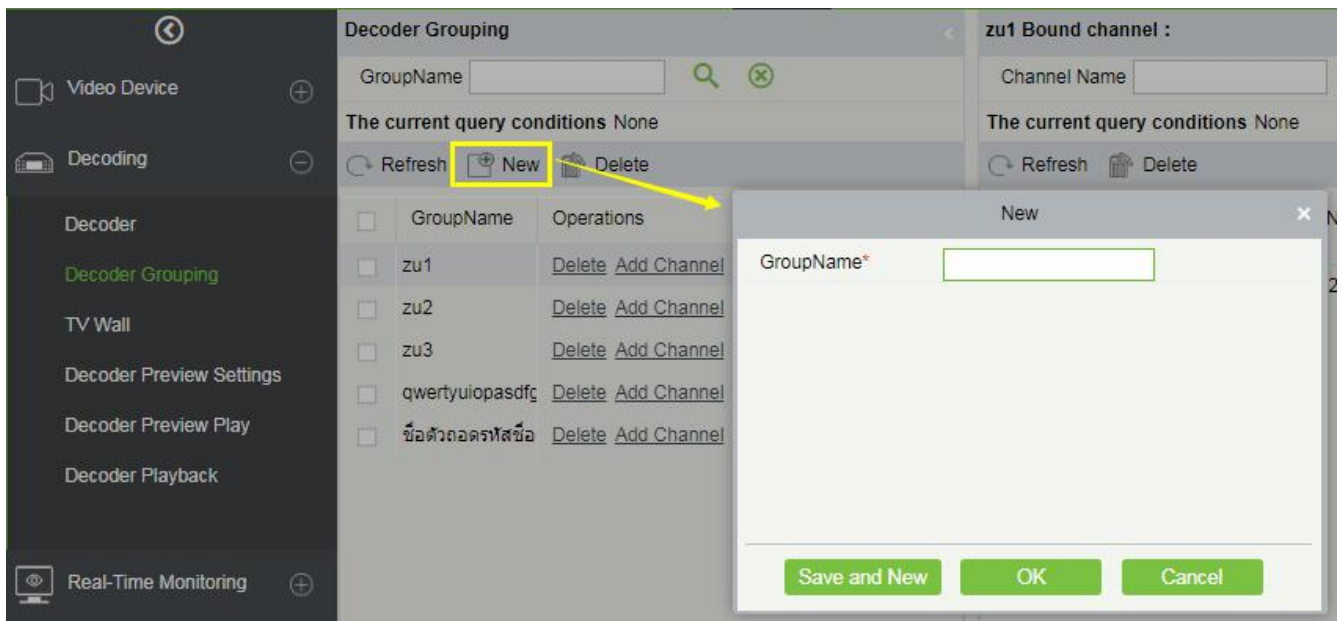 Video Device
Decoding
Decoder
Decoder Grouping
TV Wall
Decoder Preview Settings
Decoder Preview Play
Decoder Playback
Real-Time Monitoring
Decoder Grouping
GroupName
The current query conditions None
Refresh New Delete
GroupName Operations
zu1 Delete Add Channel
zu2 Delete Add Channel
zu3 Delete Add Channel
qwertyuiopasdfg Delete Add Channel
ชื่อตัวถอดรหัสชื่อ Delete Add Channel
zu1 Bound channel :
Channel Name
The current query conditions None
Refresh Delete
New
GroupName*
Save and New OK Cancel